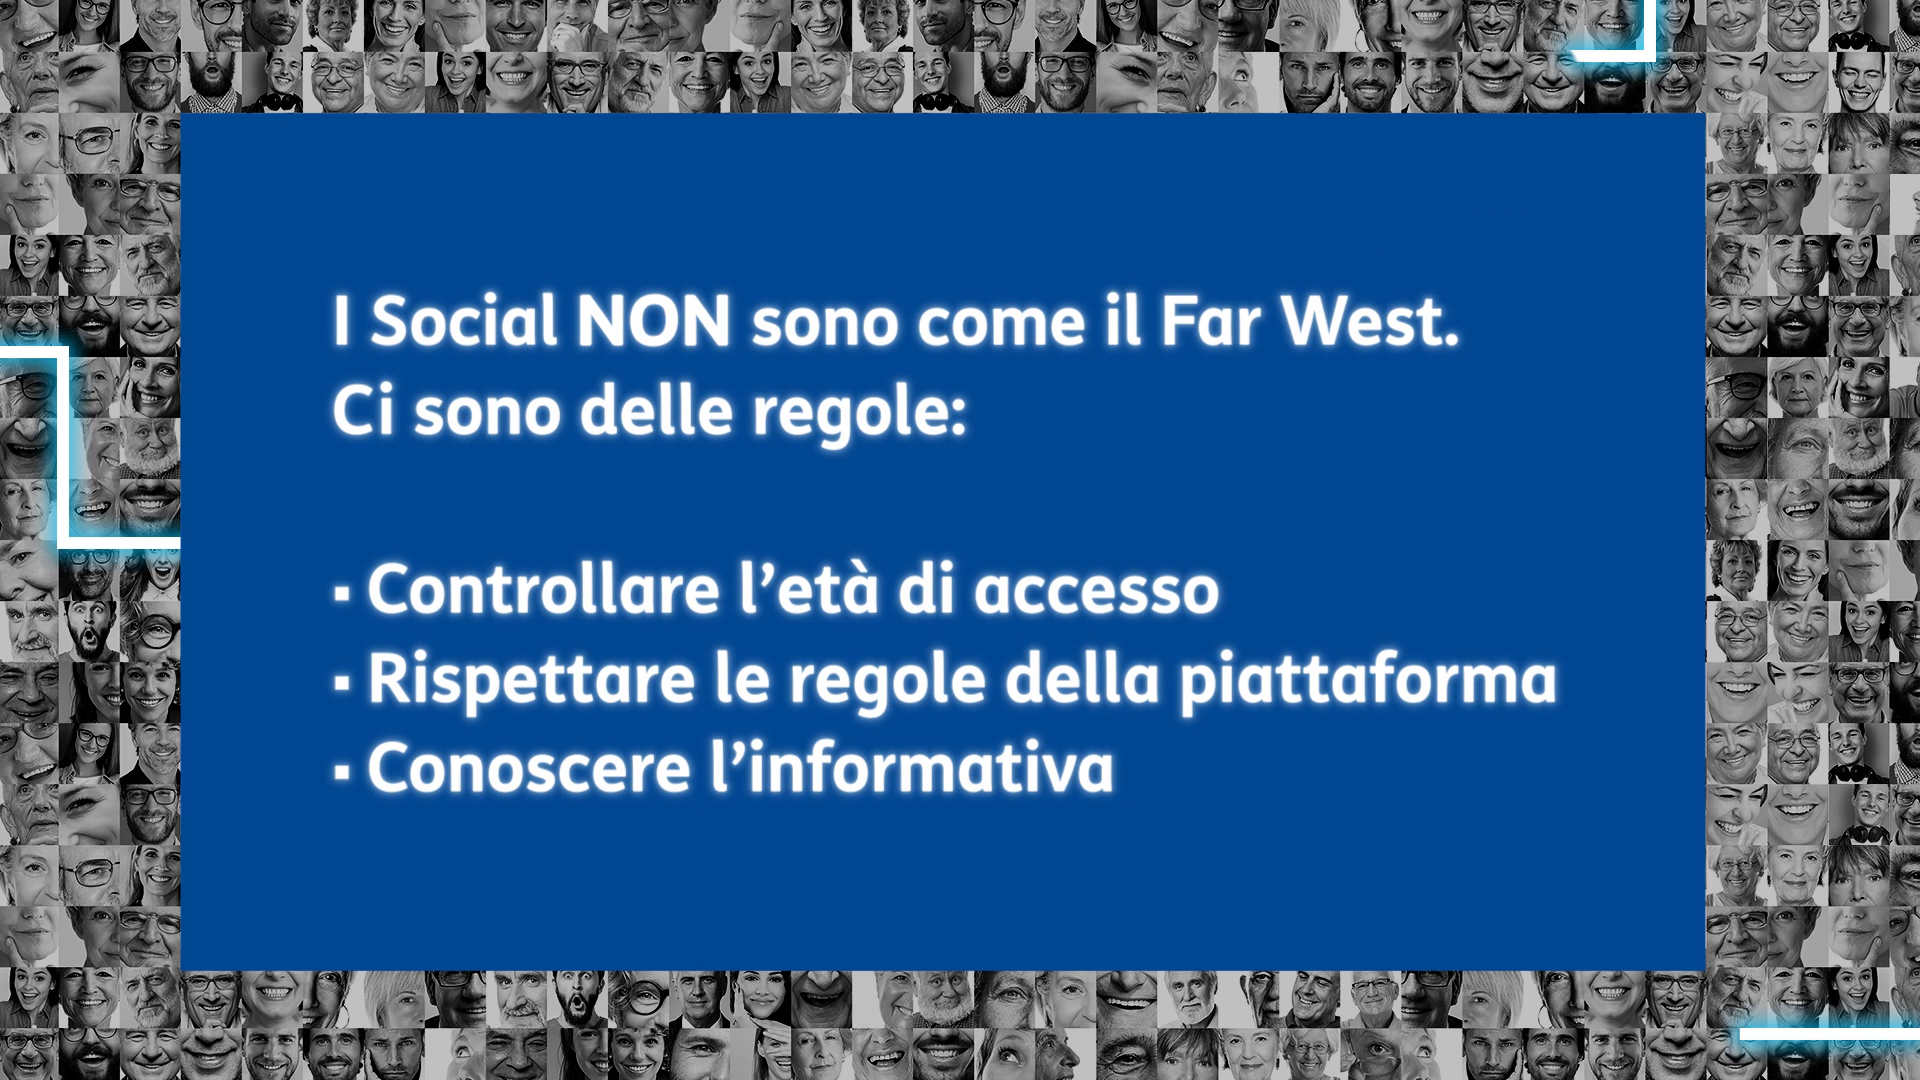 I Social NON sono come il Far West.
Ci sono delle regole:
▪ Controllare l’età di accesso
▪ Rispettare le regole della piattaforma
▪ Conoscere l’informativa